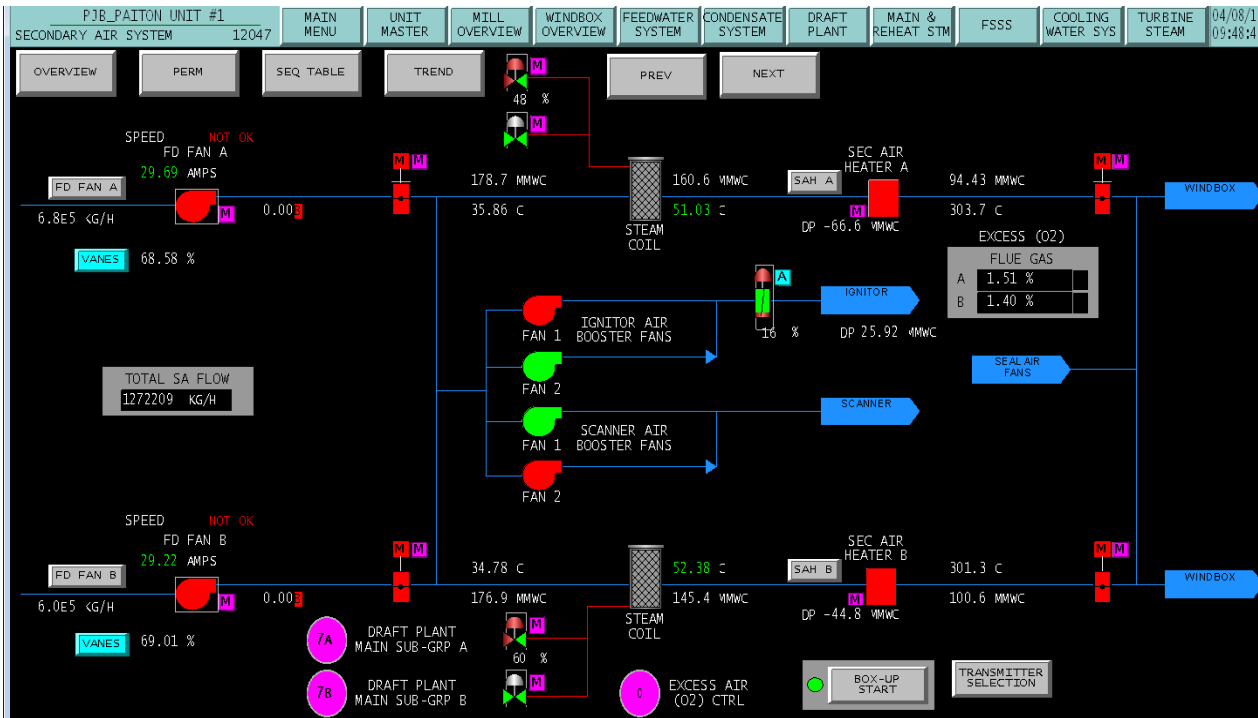 PJB_PAITON UNIT #1
SECONDARY AIR SYSTEM 12047
MAIN MENU
UNIT MASTER
MILL OVERVIEW
WINDBOX OVERVIEW
FEEDWATER SYSTEM
CONDENSATE SYSTEM
DRAFT PLANT
MAIN & REHEAT STM
FSSS
COOLING WATER SYS
TURBINE STEAM
04/08/1
09:48:4
OVERVIEW
PERM
SEQ TABLE
TREND
PREV
NEXT
M
48 %
M
SPEED NOT OK
FD FAN A
29.69 AMPS
FD FAN A
6.8E5 KG/H
M
0.00B
VANES
68.58 %
M M
178.7 MMWC
35.86 C
STEAM
COIL
160.6 MMWC
51.03 C
SAH A
SEC AIR
HEATER A
M
DP -66.6 MMWC
94.43 MMWC
303.7 C
M M
WINDBOX
EXCESS (O2)
FLUE GAS
A 1.51 %
B 1.40 %
A
16 %
IGNITOR
DP 25.92 MMWC
FAN 1
IGNITOR AIR
BOOSTER FANS
FAN 2
SEAL AIR
FANS
TOTAL SA FLOW
1272209 KG/H
SCANNER
FAN 1
SCANNER AIR
BOOSTER FANS
FAN 2
SPEED NOT OK
FD FAN B
29.22 AMPS
FD FAN B
6.0E5 KG/H
M
0.00B
VANES
69.01 %
M M
34.78 C
176.9 MMWC
STEAM
COIL
52.38 C
145.4 MMWC
SAH B
SEC AIR
HEATER B
M
DP -44.8 MMWC
301.3 C
100.6 MMWC
M M
WINDBOX
7A
DRAFT PLANT
MAIN SUB-GRP A
M
60 %
7B
DRAFT PLANT
MAIN SUB-GRP B
M
0
EXCESS AIR
(O2) CTRL
BOX-UP
START
TRANSMITTER
SELECTION